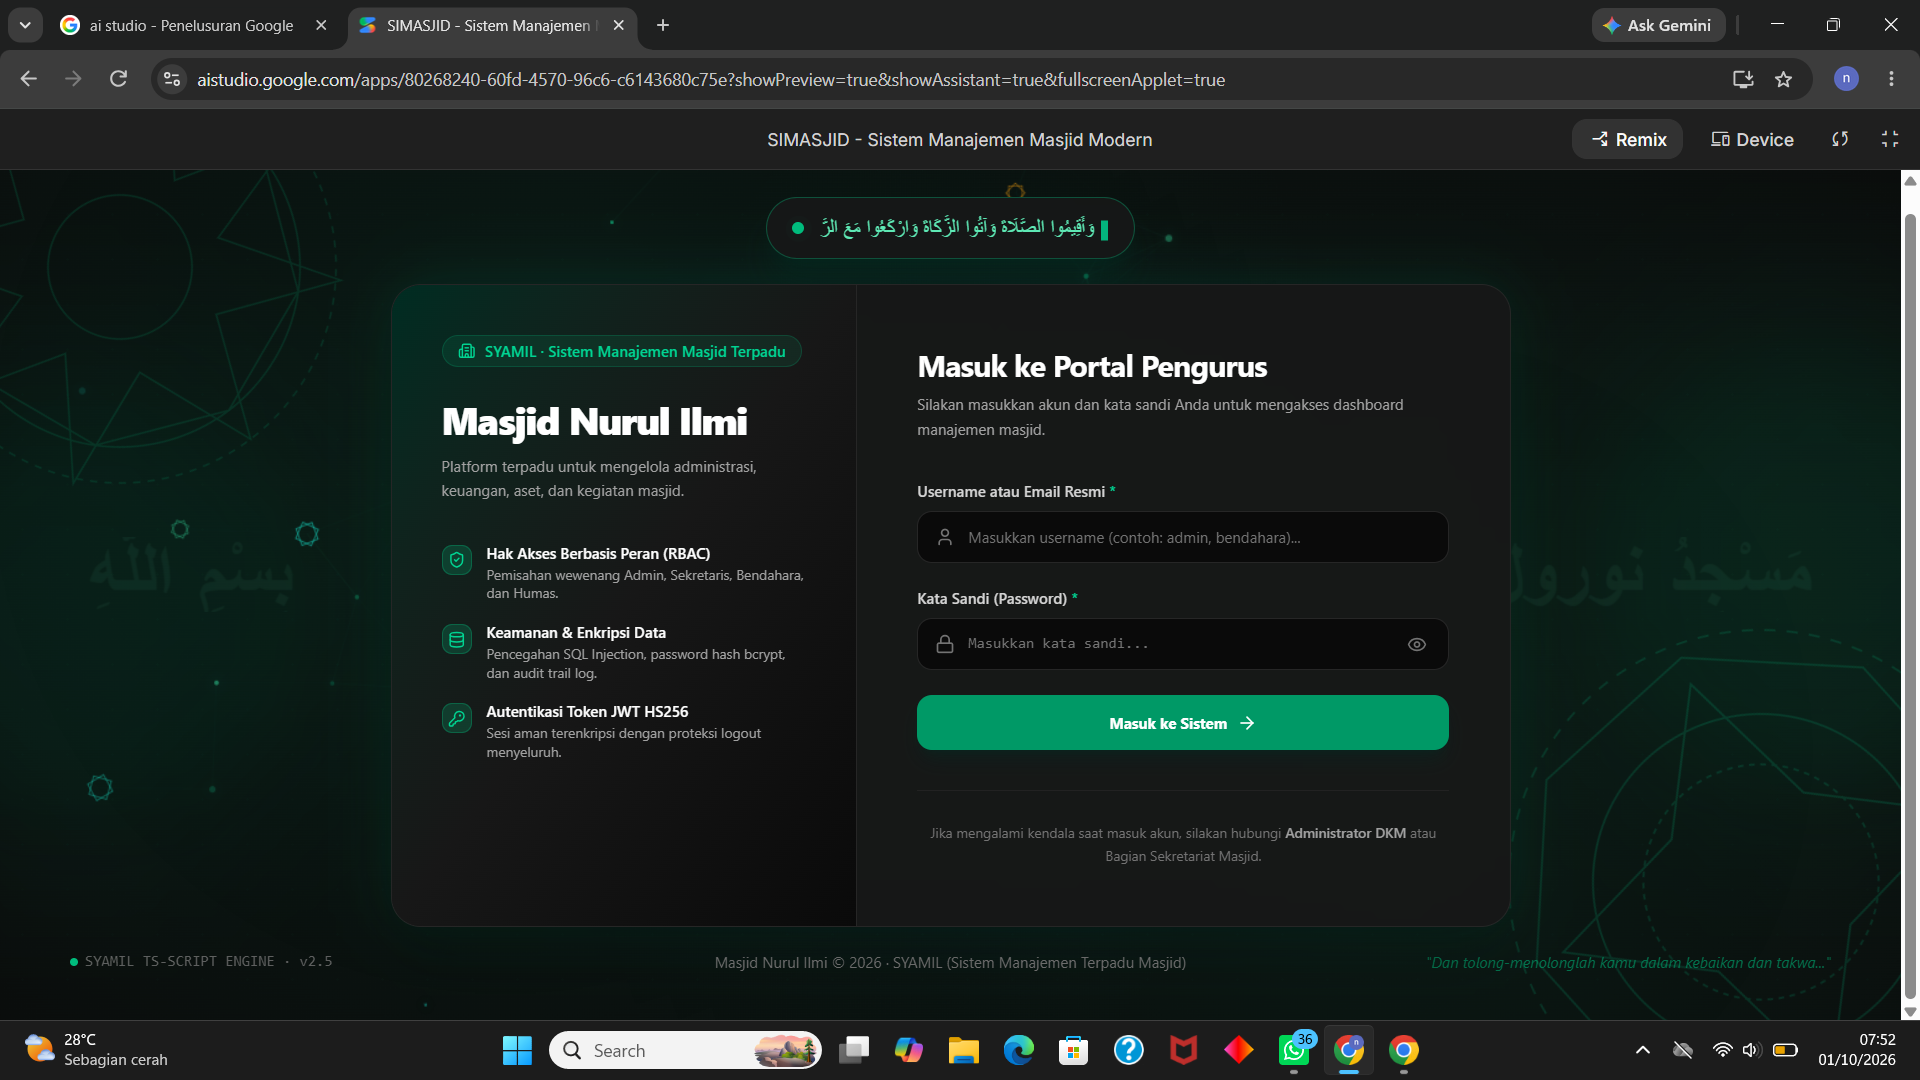 ai studio - Penelusuran Google
SIMASJID - Sistem Manajemen
Ask Gemini
aistudio.google.com/apps/80268240-60fd-4570-96c6-c6143680c75e?showPreview=true&showAssistant=true&fullscreenApplet=true
n
SIMASJID - Sistem Manajemen Masjid Modern
Remix
Device
وَأَقِيمُوا الصَّلَاةَ وَآتُوا الزَّكَاةَ وَارْكَعُوا مَعَ الرَّ
SYAMIL · Sistem Manajemen Masjid Terpadu
Masjid Nurul Ilmi
Platform terpadu untuk mengelola administrasi,
keuangan, aset, dan kegiatan masjid.
Hak Akses Berbasis Peran (RBAC)
Pemisahan wewenang Admin, Sekretaris, Bendahara,
dan Humas.
Keamanan & Enkripsi Data
Pencegahan SQL Injection, password hash bcrypt,
dan audit trail log.
Autentikasi Token JWT HS256
Sesi aman terenkripsi dengan proteksi logout
menyeluruh.
Masuk ke Portal Pengurus
Silakan masukkan akun dan kata sandi Anda untuk mengakses dashboard
manajemen masjid.
Username atau Email Resmi *
Masukkan username (contoh: admin, bendahara)...
Kata Sandi (Password) *
Masukkan kata sandi...
Masuk ke Sistem
Jika mengalami kendala saat masuk akun, silakan hubungi Administrator DKM atau
Bagian Sekretariat Masjid.
بِسْمِ اللَّهِ
مَسْجِدُ نورول
SYAMIL TS-SCRIPT ENGINE · v2.5
Masjid Nurul Ilmi © 2026 · SYAMIL (Sistem Manajemen Terpadu Masjid)
"Dan tolong-menolonglah kamu dalam kebaikan dan takwa..."
28°C
Sebagian cerah
Search
36
n
07:52
01/10/2026